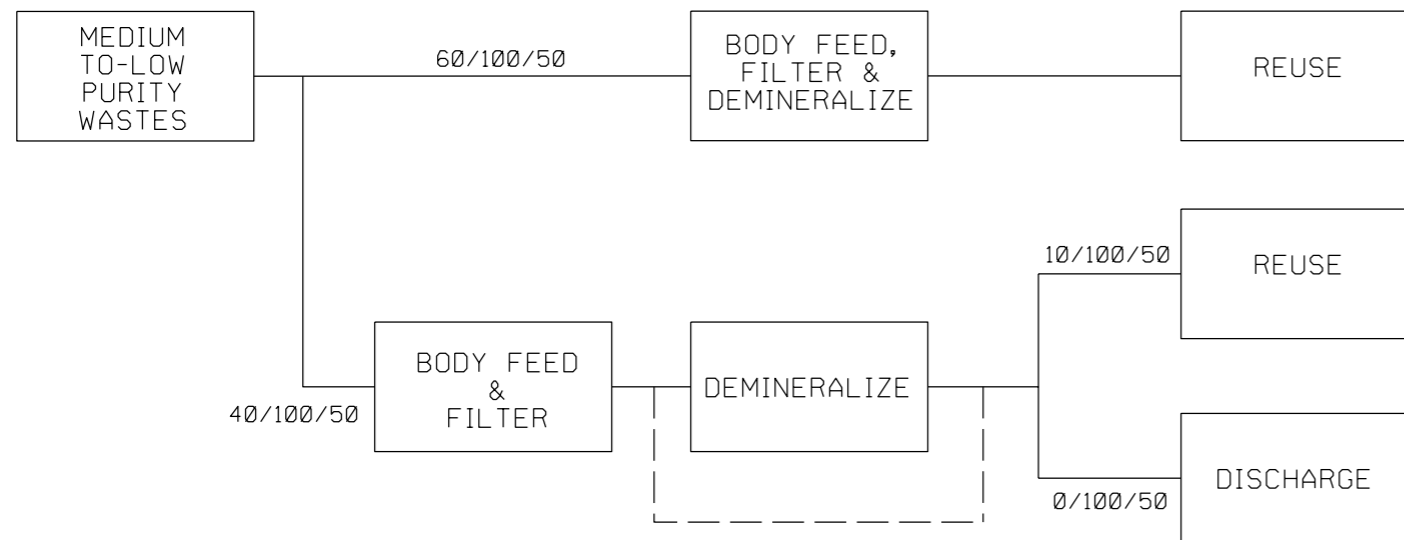 MEDIUM
TO-LOW
PURITY
WASTES
60/100/50
BODY FEED,
FILTER &
DEMINERALIZE
REUSE
10/100/50
REUSE
40/100/50
BODY FEED
&
FILTER
DEMINERALIZE
0/100/50
DISCHARGE